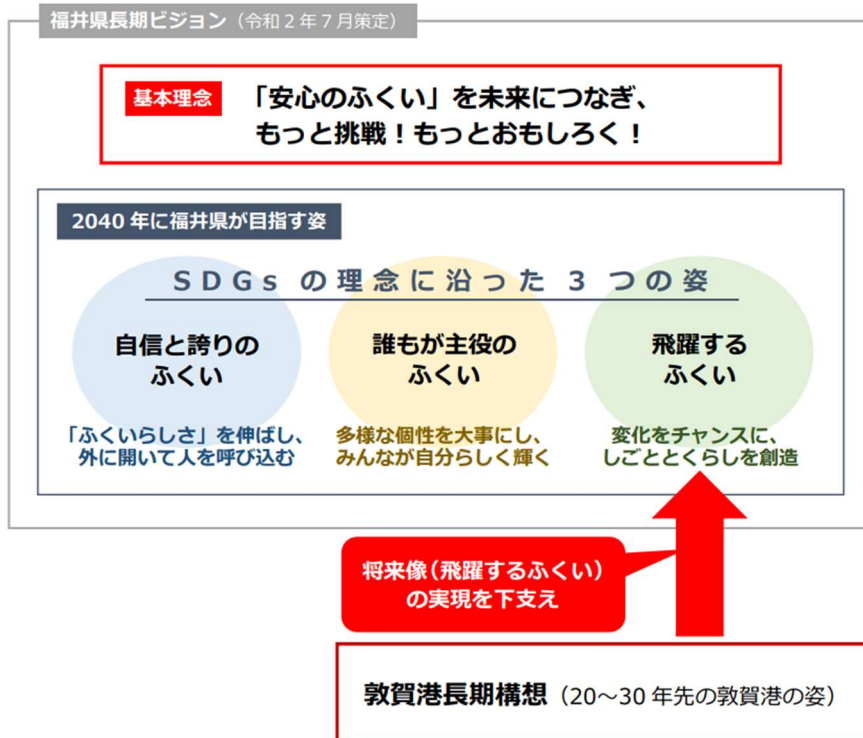 福井県長期ビジョン（令和２年７月策定）
基本理念
「安心のふくい」を未来につなぎ、
もっと挑戦！もっとおもしろく！
2040 年に福井県が目指す姿
SDGs の理念に沿った 3 つの姿
自信と誇りの
ふくい
「ふくいらしさ」を伸ばし、
外に開いて人を呼び込む
誰もが主役の
ふくい
多様な個性を大事にし、
みんなが自分らしく輝く
飛躍する
ふくい
変化をチャンスに、
しごととくらしを創造
将来像（飛躍するふくい）
の実現を下支え
敦賀港長期構想（20～30 年先の敦賀港の姿）